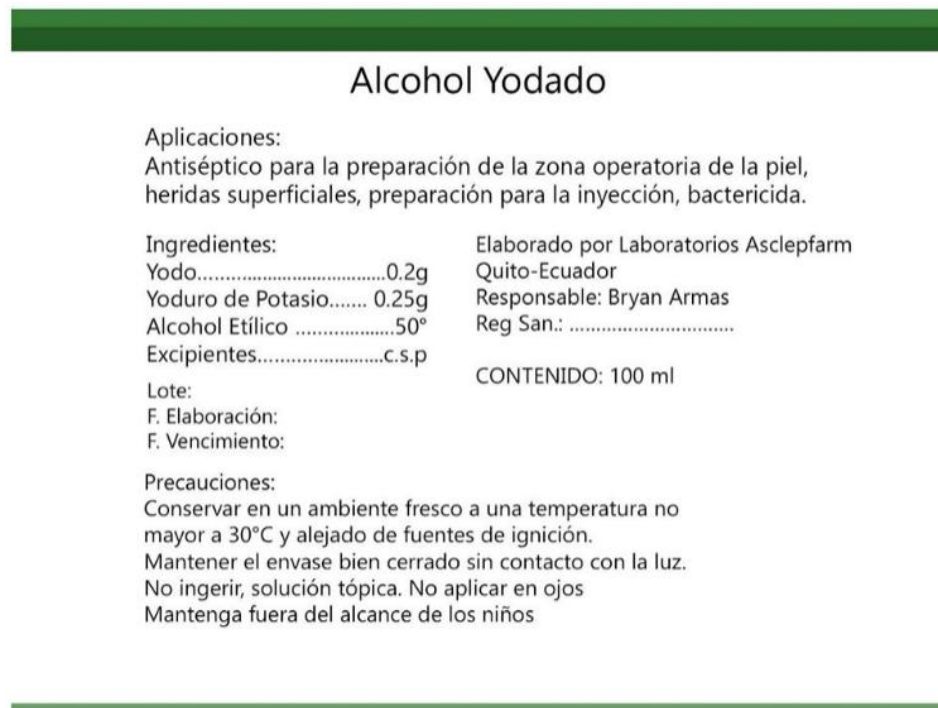 Alcohol Yodado
Aplicaciones:
Antiséptico para la preparación de la zona operatoria de la piel,
heridas superficiales, preparación para la inyección, bactericida.
Ingredientes:
Yodo....................................0.2g
Yoduro de Potasio....... 0.25g
Alcohol Etílico ...................50°
Excipientes........................c.s.p
Lote:
F. Elaboración:
F. Vencimiento:
Elaborado por Laboratorios Asclepfarm
Quito-Ecuador
Responsable: Bryan Armas
Reg San.: ...............................
CONTENIDO: 100 ml
Precauciones:
Conservar en un ambiente fresco a una temperatura no
mayor a 30°C y alejado de fuentes de ignición.
Mantener el envase bien cerrado sin contacto con la luz.
No ingerir, solución tópica. No aplicar en ojos
Mantenga fuera del alcance de los niños